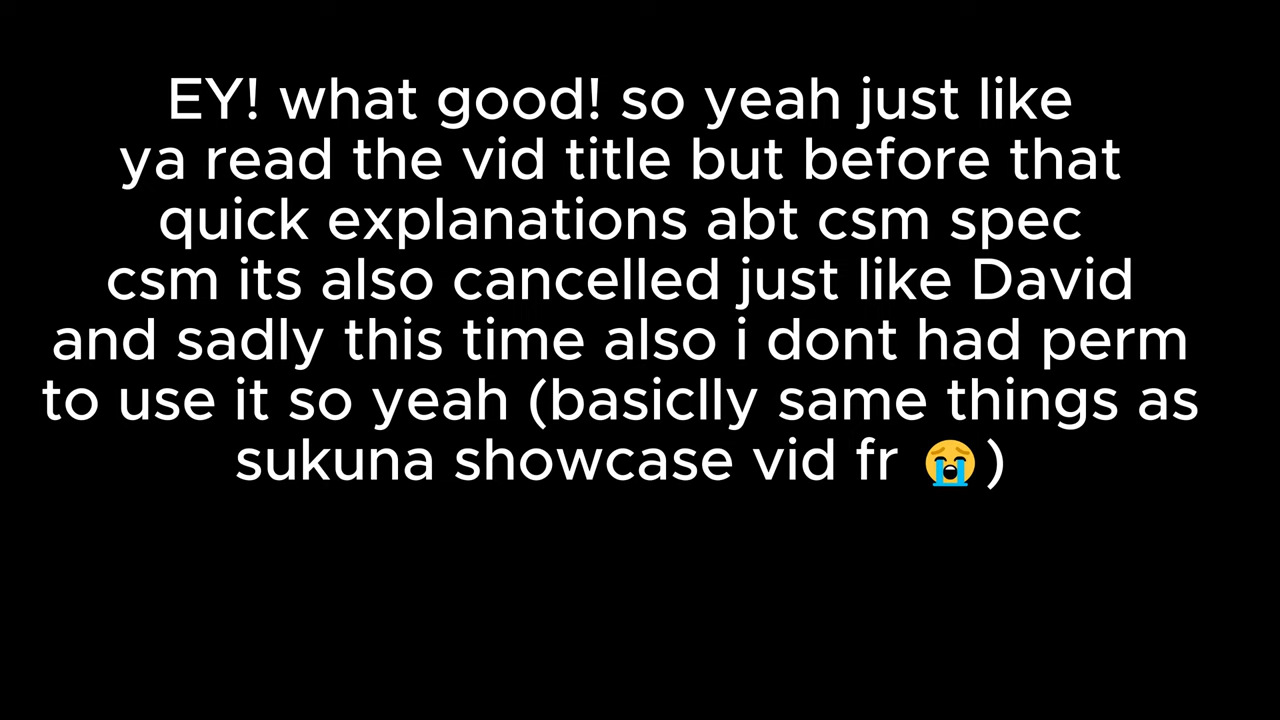 EY! what good! so yeah just like
ya read the vid title but before that
quick explanations abt csm spec
csm its also cancelled just like David
and sadly this time also i dont had perm
to use it so yeah (basiclly same things as
sukuna showcase vid fr 😭)